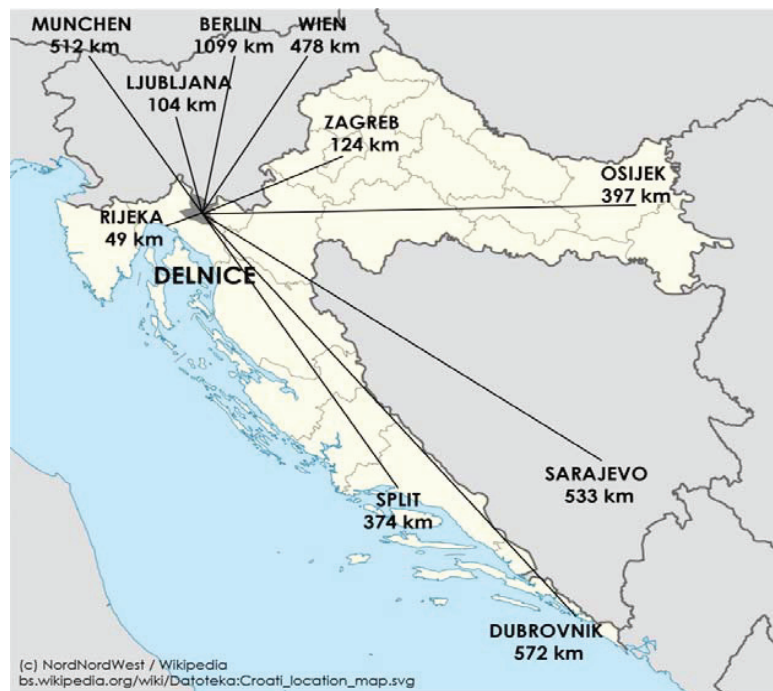 MUNCHEN
512 km
BERLIN
1099 km
WIEN
478 km
LJUBLJANA
104 km
ZAGREB
124 km
OSIJEK
397 km
RIJEKA
49 km
DELNICE
SARAJEVO
533 km
SPLIT
374 km
DUBROVNIK
572 km
(c) NordNordWest / Wikipedia
bs.wikipedia.org/wiki/Datoteka:Croati_location_map.svg